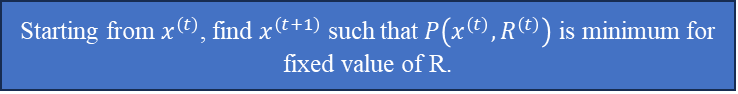 Starting from x^(t), find x^(t+1) such that P(x^(t), R^(t)) is minimum for
fixed value of R.